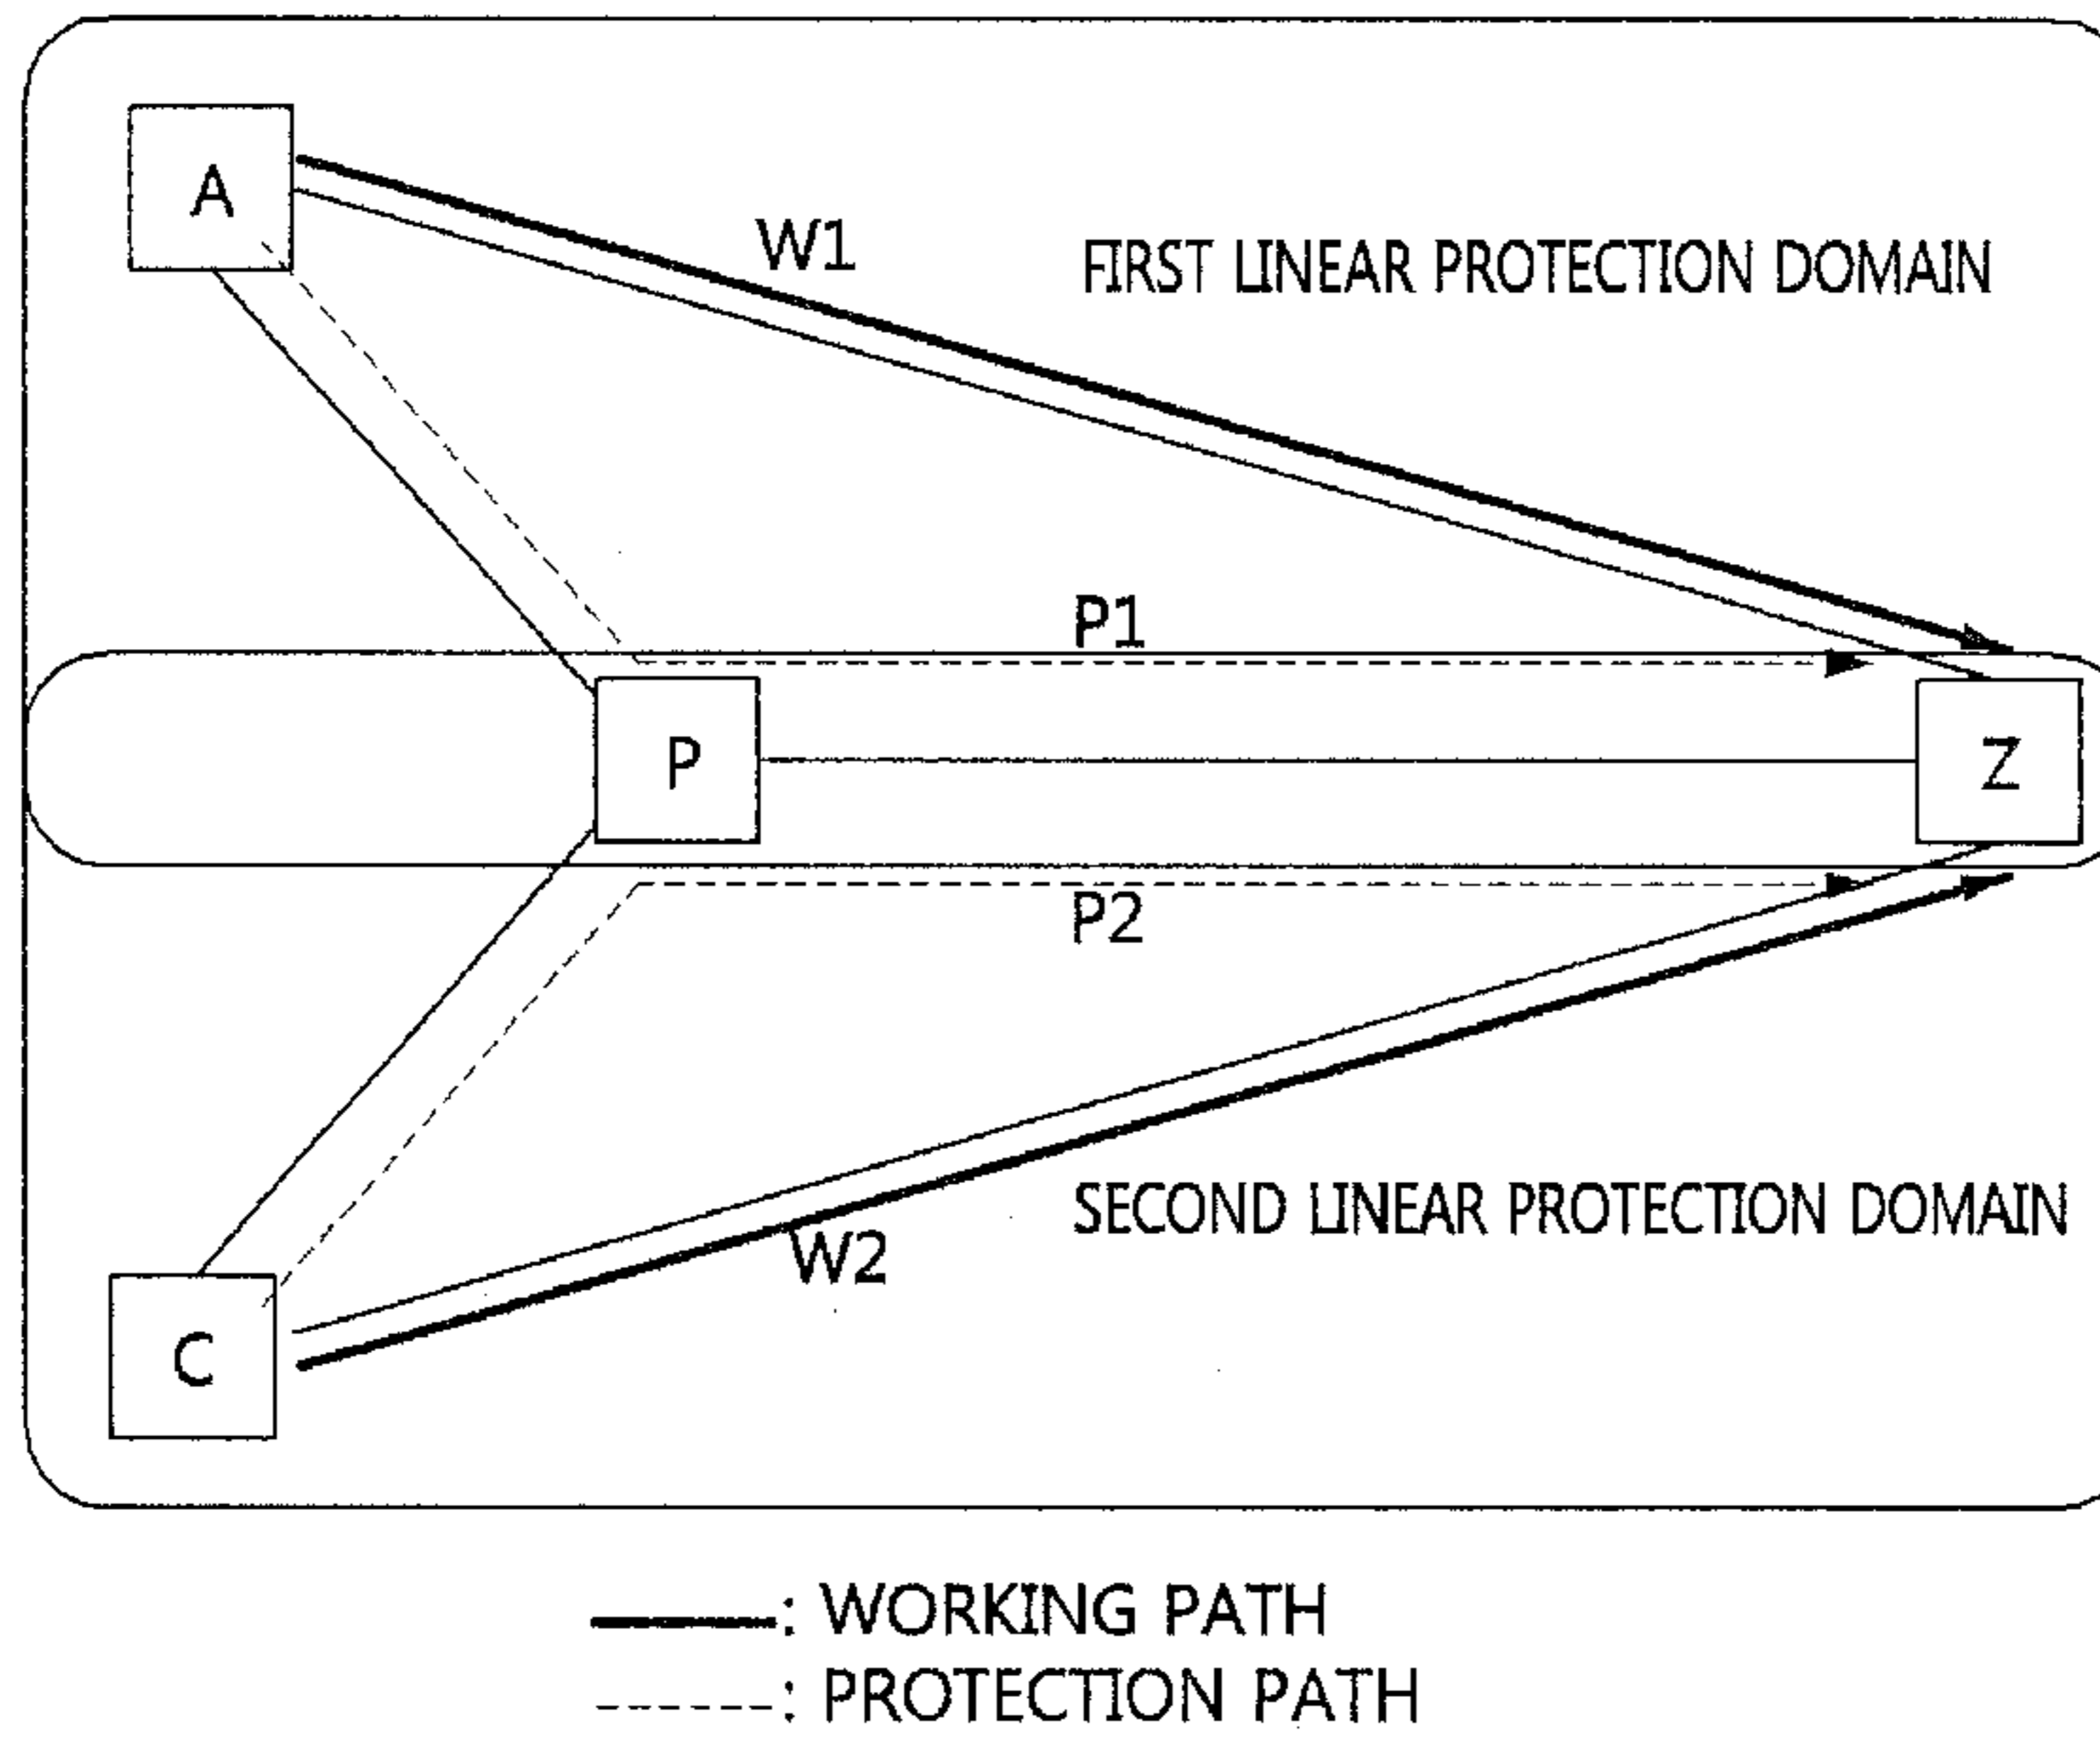 A
W1
FIRST LINEAR PROTECTION DOMAIN
P1
P
Z
P2
SECOND LINEAR PROTECTION DOMAIN
W2
C
: WORKING PATH
: PROTECTION PATH